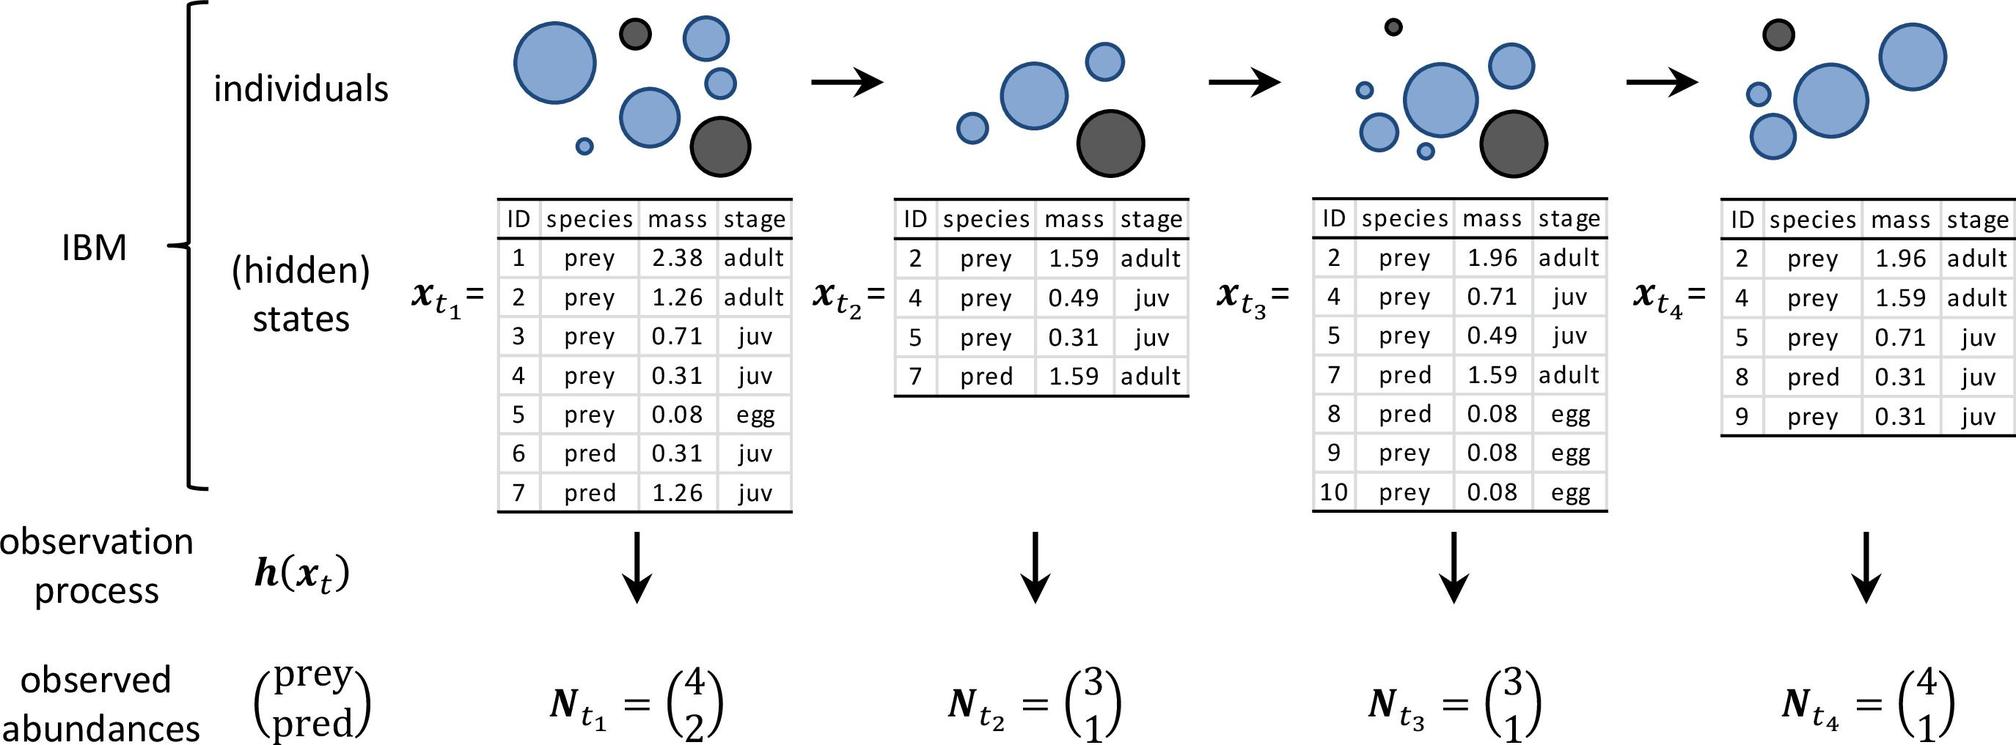 individuals
IBM
(hidden)
states
x_{t_1}=
ID species mass stage
1 prey 2.38 adult
2 prey 1.26 adult
3 prey 0.71 juv
4 prey 0.31 juv
5 prey 0.08 egg
6 pred 0.31 juv
7 pred 1.26 juv
x_{t_2}=
ID species mass stage
2 prey 1.59 adult
4 prey 0.49 juv
5 prey 0.31 juv
7 pred 1.59 adult
x_{t_3}=
ID species mass stage
2 prey 1.96 adult
4 prey 0.71 juv
5 prey 0.49 juv
7 pred 1.59 adult
8 pred 0.08 egg
9 prey 0.08 egg
10 prey 0.08 egg
x_{t_4}=
ID species mass stage
2 prey 1.96 adult
4 prey 1.59 adult
5 prey 0.71 juv
8 pred 0.31 juv
9 prey 0.31 juv
observation
process
h(x_t)
observed
abundances
(prey
pred)
N_{t_1} = (4
2)
N_{t_2} = (3
1)
N_{t_3} = (3
1)
N_{t_4} = (4
1)